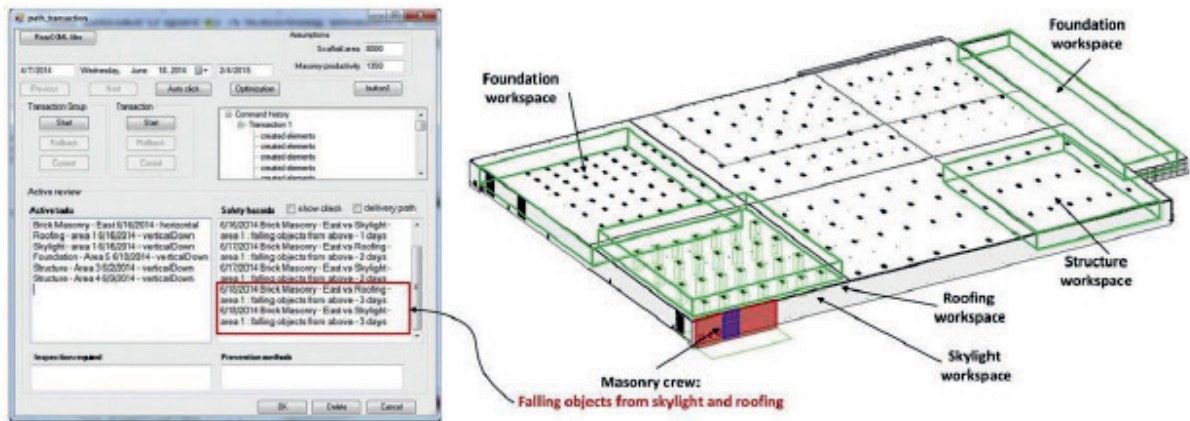 path_transaction
Read XML files
Assumptions
Scaffold area 8000
Masonry productivity 1350
6/7/2014 Wednesday, June 18, 2014 2/4/2015
Previous Next Auto click Optimization button1
Transaction Group Transaction
Start Start
Rollback Rollback
Commit Commit
Command history
Transaction 1
created elements
created elements
created elements
created elements
created elements
Active review
Active tasks
Brick Masonry - East 6/16/2014 - horizontal
Roofing - area 1 6/16/2014 - verticalDown
Skylight - area 1 6/16/2014 - verticalDown
Foundation - Area 5 6/10/2014 - verticalDown
Structure - Area 3 6/2/2014 - verticalDown
Structure - Area 4 6/9/2014 - verticalDown
Safety hazards show clash delivery path
6/16/2014 Brick Masonry - East vs Skylight -
area 1 : falling objects from above - 1 days
6/17/2014 Brick Masonry - East vs Roofing -
area 1 : falling objects from above - 2 days
6/17/2014 Brick Masonry - East vs Skylight -
area 1 : falling objects from above - 2 days
6/18/2014 Brick Masonry - East vs Roofing -
area 1 : falling objects from above - 3 days
6/18/2014 Brick Masonry - East vs Skylight -
area 1 : falling objects from above - 3 days
Inspection required Prevention methods
OK Delete Cancel
Foundation
workspace
Foundation
workspace
Structure
workspace
Roofing
workspace
Skylight
workspace
Masonry crew:
Falling objects from skylight and roofing